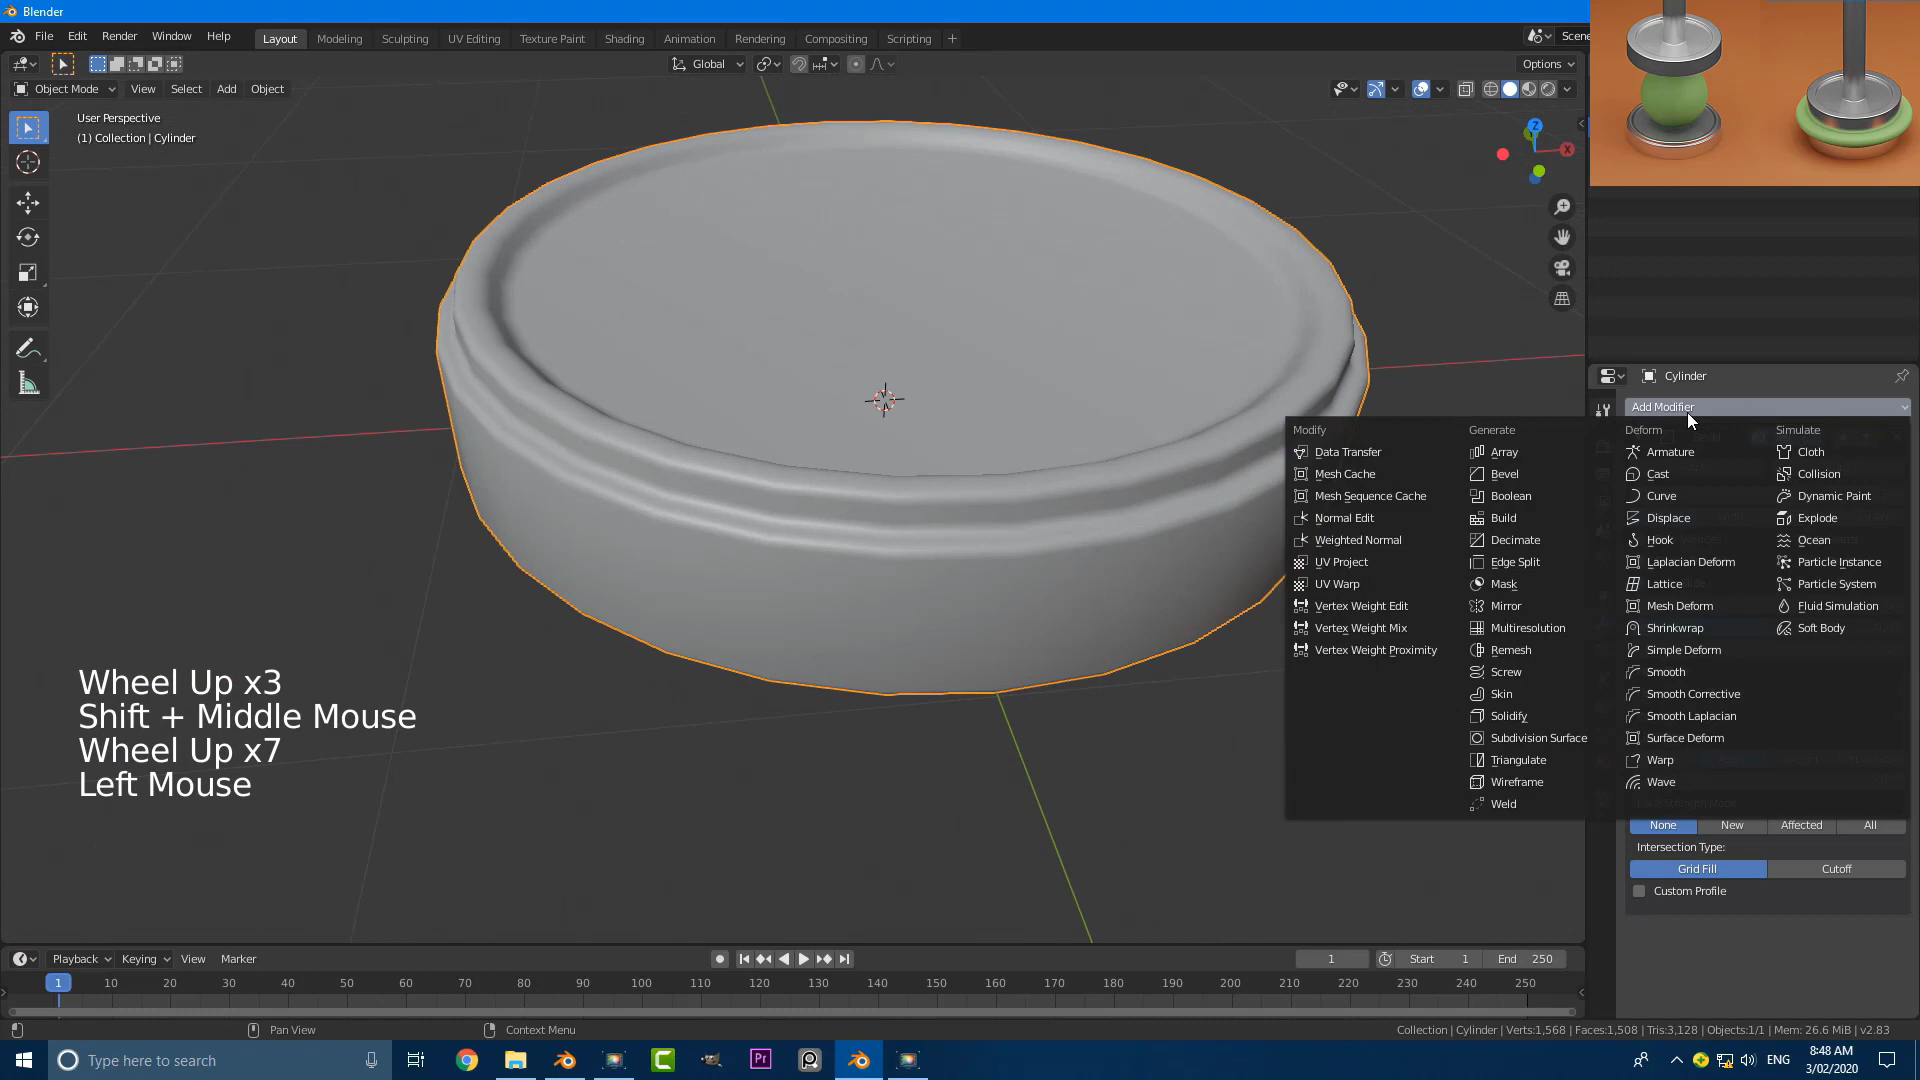 Blender
File Edit Render Window Help
Layout Modeling Sculpting UV Editing Texture Paint Shading Animation Rendering Compositing Scripting +
Scene
Global
Options
Object Mode View Select Add Object
User Perspective
(1) Collection | Cylinder
Z
X
Cylinder
Add Modifier
Modify Generate Deform Simulate
Data Transfer Array Armature Cloth
Mesh Cache Bevel Cast Collision
Mesh Sequence Cache Boolean Curve Dynamic Paint
Normal Edit Build Displace Explode
Weighted Normal Decimate Hook Ocean
UV Project Edge Split Laplacian Deform Particle Instance
UV Warp Mask Lattice Particle System
Vertex Weight Edit Mirror Mesh Deform Fluid Simulation
Vertex Weight Mix Multiresolution Shrinkwrap Soft Body
Vertex Weight Proximity Remesh Simple Deform
Screw Smooth
Skin Smooth Corrective
Solidify Smooth Laplacian
Subdivision Surface Surface Deform
Triangulate Warp
Wireframe Wave
Weld
None New Affected All
Intersection Type:
Grid Fill Cutoff
Custom Profile
Wheel Up x3
Shift + Middle Mouse
Wheel Up x7
Left Mouse
Playback Keying View Marker
1 Start 1 End 250
1 10 20 30 40 50 60 70 80 90 100 110 120 130 140 150 160 170 180 190 200 210 220 230 240 250
Pan View Context Menu
Collection | Cylinder | Verts:1,568 | Faces:1,508 | Tris:3,128 | Objects:1/1 | Mem: 26.6 MiB | v2.83
Type here to search
Pr
ENG
8:48 AM
3/02/2020